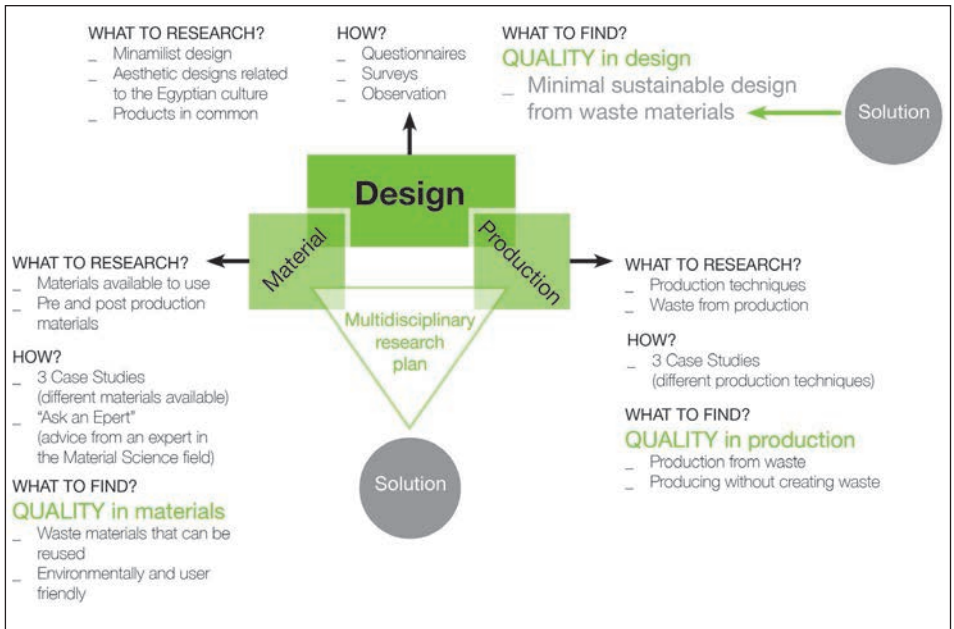 WHAT TO RESEARCH?
_ Minamilist design
_ Aesthetic designs related
to the Egyptian culture
_ Products in common
HOW?
_ Questionnaires
_ Surveys
_ Observation
WHAT TO FIND?
QUALITY in design
_ Minimal sustainable design
from waste materials
Solution
Design
Material
Production
Multidisciplinary
research
plan
Solution
WHAT TO RESEARCH?
_ Materials available to use
_ Pre and post production
materials
HOW?
_ 3 Case Studies
(different materials available)
_ “Ask an Epert”
(advice from an expert in
the Material Science field)
WHAT TO FIND?
QUALITY in materials
_ Waste materials that can be
reused
_ Environmentally and user
friendly
WHAT TO RESEARCH?
_ Production techniques
_ Waste from production
HOW?
_ 3 Case Studies
(different production techniques)
WHAT TO FIND?
QUALITY in production
_ Production from waste
_ Producing without creating waste